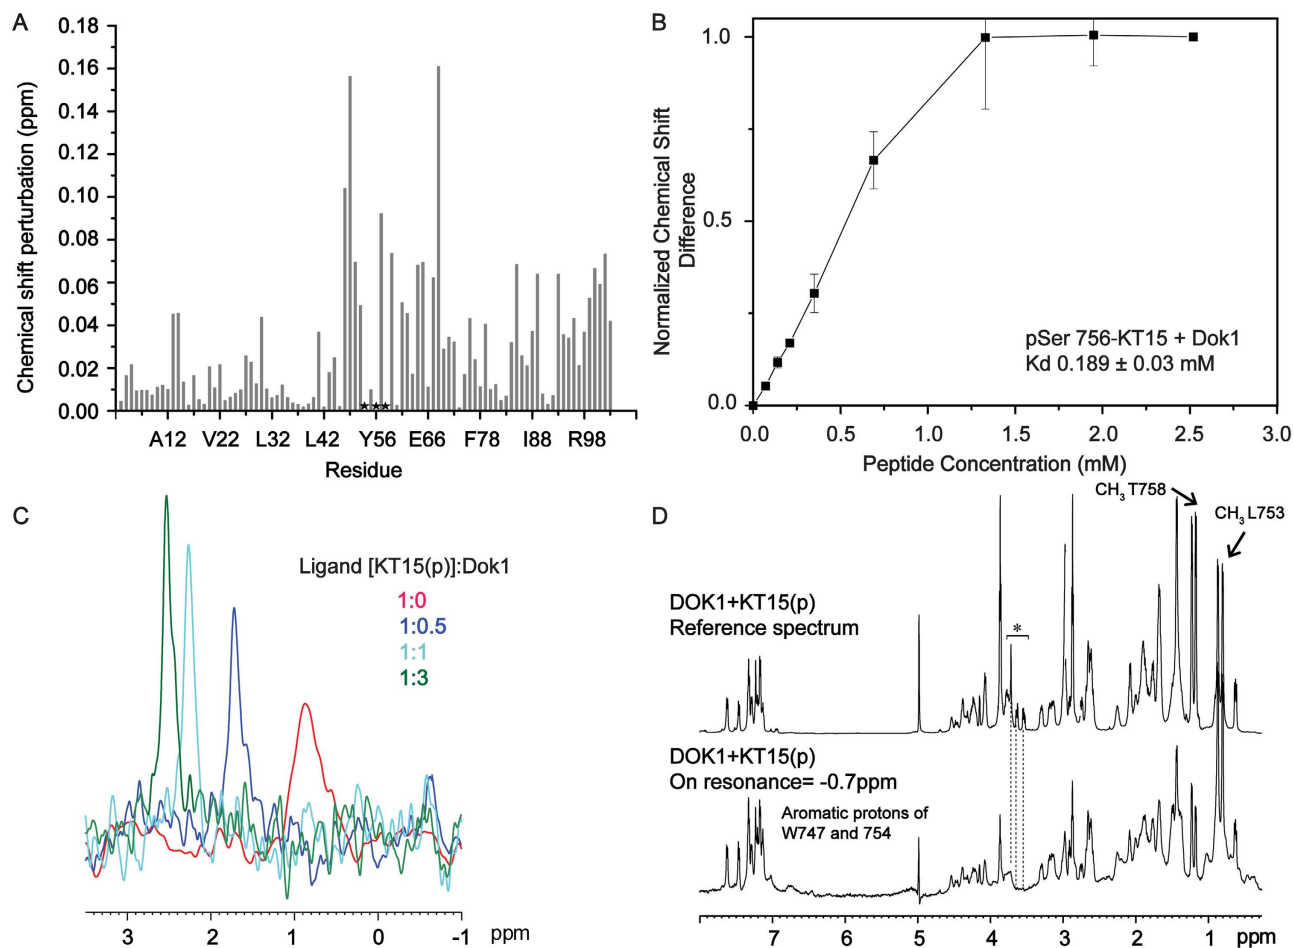 A
0.18
0.16
0.14
0.12
0.10
0.08
0.06
0.04
0.02
0.00
Chemical shift perturbation (ppm)
A12 V22 L32 L42 Y56 E66 F78 I88 R98
Residue
B
1.0
0.5
0.0
Normalized Chemical Shift
Difference
pSer 756-KT15 + Dok1
Kd 0.189 ± 0.03 mM
0.0 0.5 1.0 1.5 2.0 2.5 3.0
Peptide Concentration (mM)
C
Ligand [KT15(p)]:Dok1
1:0
1:0.5
1:1
1:3
3 2 1 0 -1 ppm
D
CH3 T758
CH3 L753
DOK1+KT15(p)
Reference spectrum
*
DOK1+KT15(p)
On resonance= -0.7ppm
Aromatic protons of
W747 and 754
7 6 5 4 3 2 1 ppm